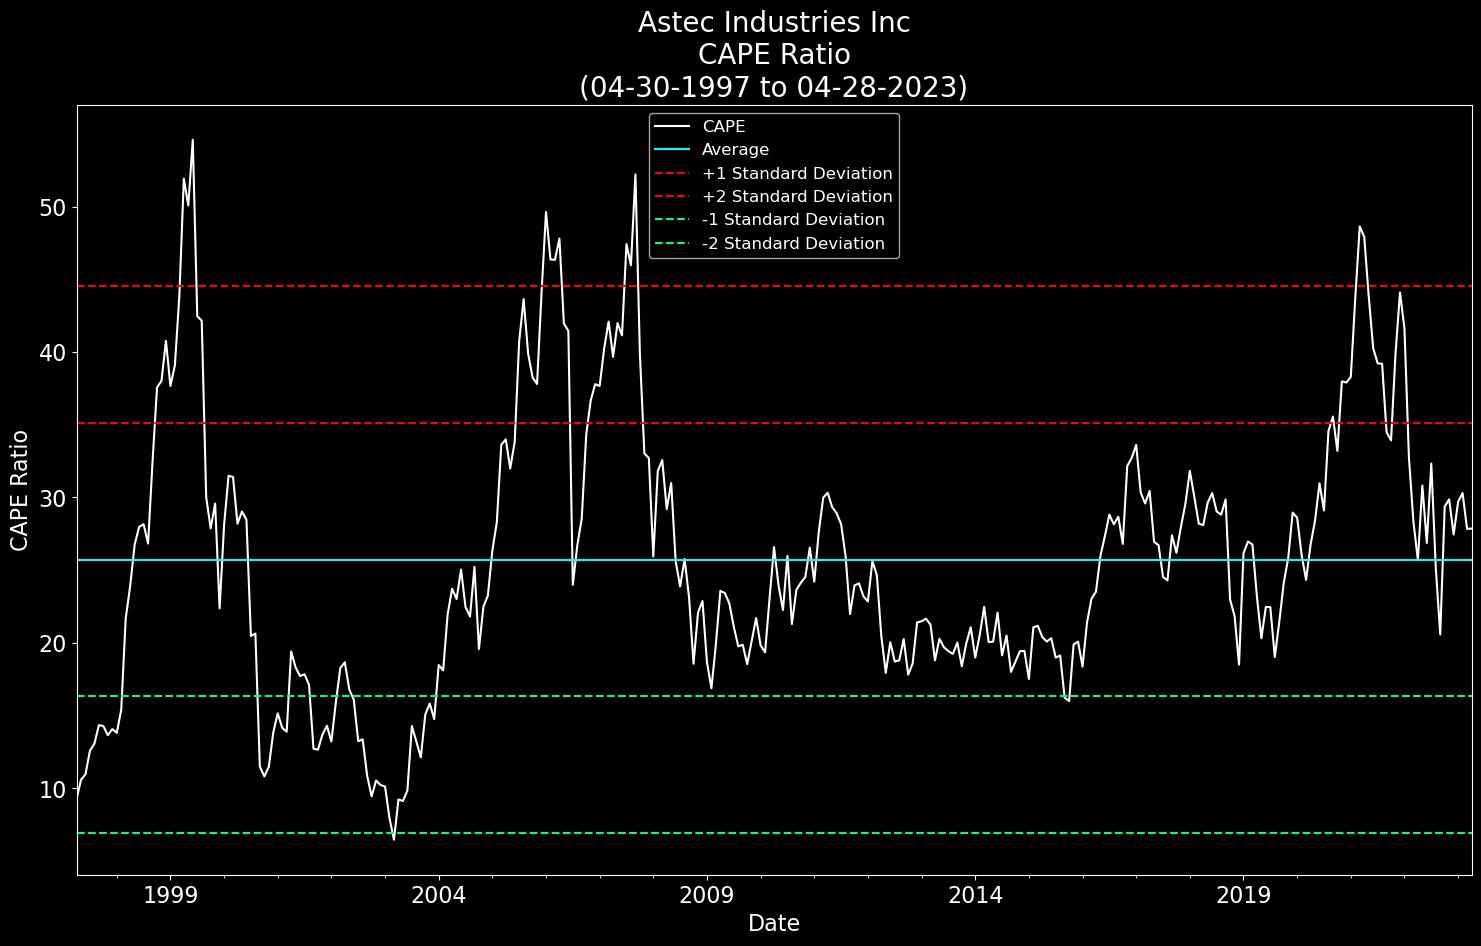 Astec Industries Inc
CAPE Ratio
(04-30-1997 to 04-28-2023)
CAPE
Average
+1 Standard Deviation
+2 Standard Deviation
-1 Standard Deviation
-2 Standard Deviation
CAPE Ratio
50
40
30
20
10
1999
2004
2009
2014
2019
Date